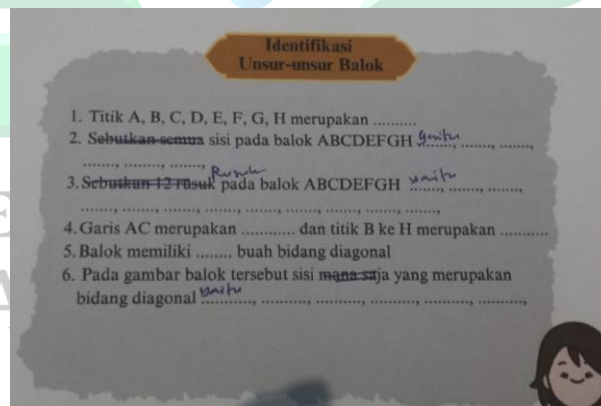 Identifikasi
Unsur-unsur Balok
1. Titik A, B, C, D, E, F, G, H merupakan ..........
2. Sebutkan semua sisi pada balok ABCDEFGH yaitu ......., ......., .......,
........, ........, ........,
Rusuk
3. Sebutkan 12 rusuk pada balok ABCDEFGH yaitu ......., ........, ........,
........, ........, ........, ........, ........, ........, ........, ........, ........,
4. Garis AC merupakan ............ dan titik B ke H merupakan ...........
5. Balok memiliki ........ buah bidang diagonal
6. Pada gambar balok tersebut sisi mana saja yang merupakan
bidang diagonal yaitu ..........., ..........., ..........., ..........., ...........,